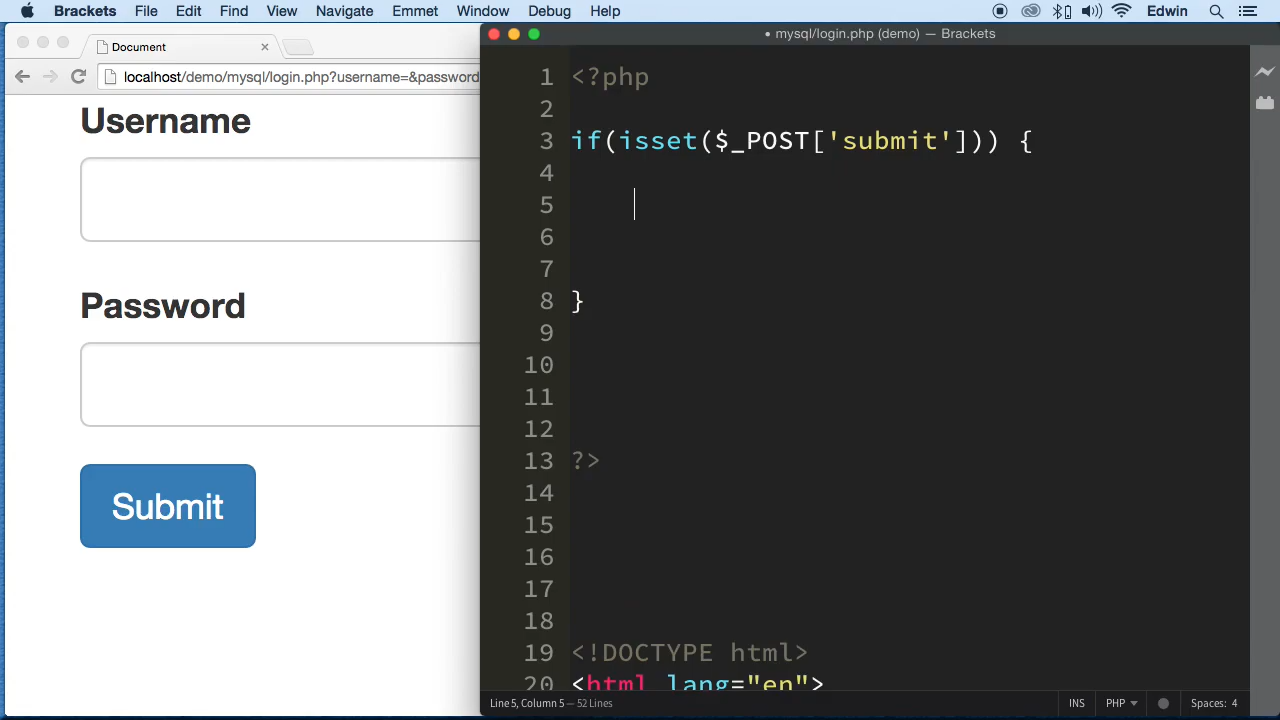 Brackets File Edit Find View Navigate Emmet Window Debug Help Edwin
Document
localhost/demo/mysql/login.php?username=&password
Username
Password
Submit
• mysql/login.php (demo) — Brackets
1 <?php
2
3 if(isset($_POST['submit'])) {
4
5
6
7
8 }
9
10
11
12
13 ?>
14
15
16
17
18
19 <!DOCTYPE html>
20 <html lang="en">
Line 5, Column 5 — 52 Lines
INS PHP Spaces: 4